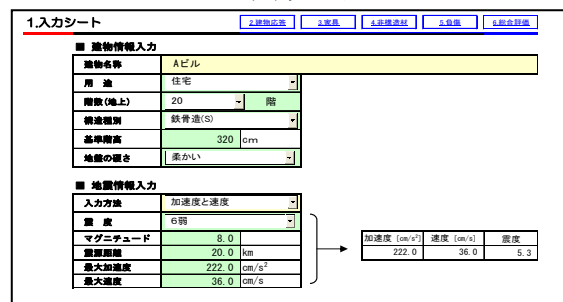 1.入力シート
2.建物応答 3.家具 4.非構造材 5.負傷 6.総合評価
■ 建物情報入力
建物名称 Aビル
用 途 住宅
階数(地上) 20 階
構造種別 鉄骨造(S)
基準階高 320 cm
地盤の硬さ 柔かい
■ 地震情報入力
入力方法 加速度と速度
震 度 6弱
マグニチュード 8.0
震源距離 20.0 km
最大加速度 222.0 cm/s²
最大速度 36.0 cm/s
加速度 [cm/s²] 速度 [cm/s] 震度
222.0 36.0 5.3